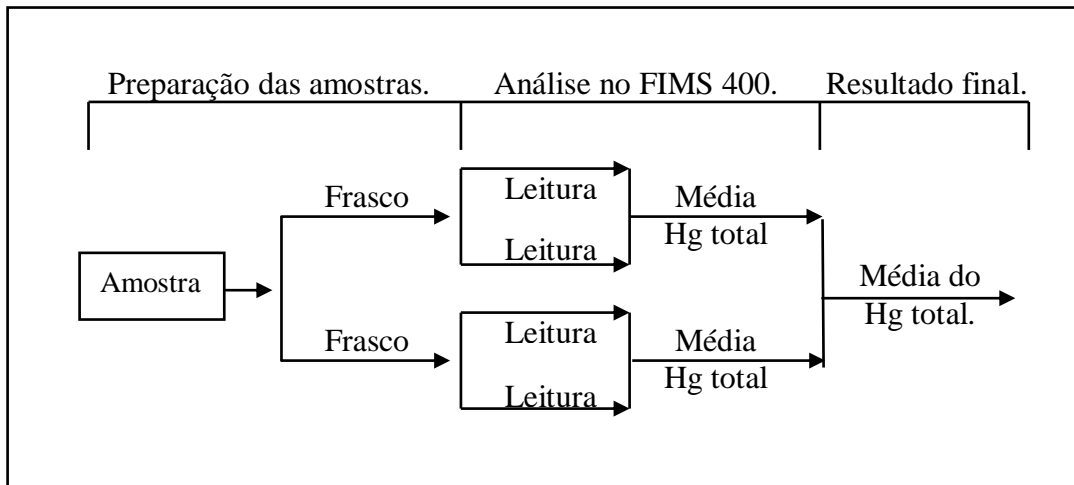 Preparação das amostras.
Análise no FIMS 400.
Resultado final.
Amostra
Frasco
Leitura
Leitura
Média
Hg total
Frasco
Leitura
Leitura
Média
Hg total
Média do
Hg total.